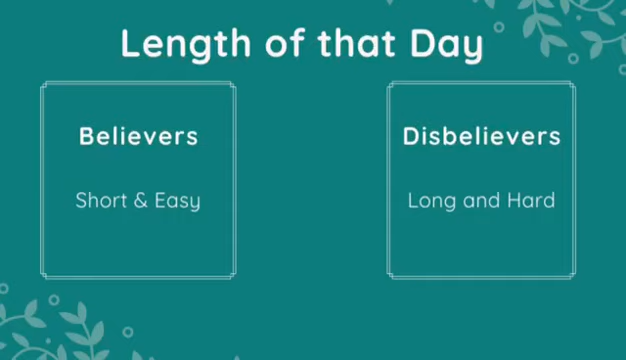 Length of that Day
Believers
Short & Easy
Disbelievers
Long and Hard